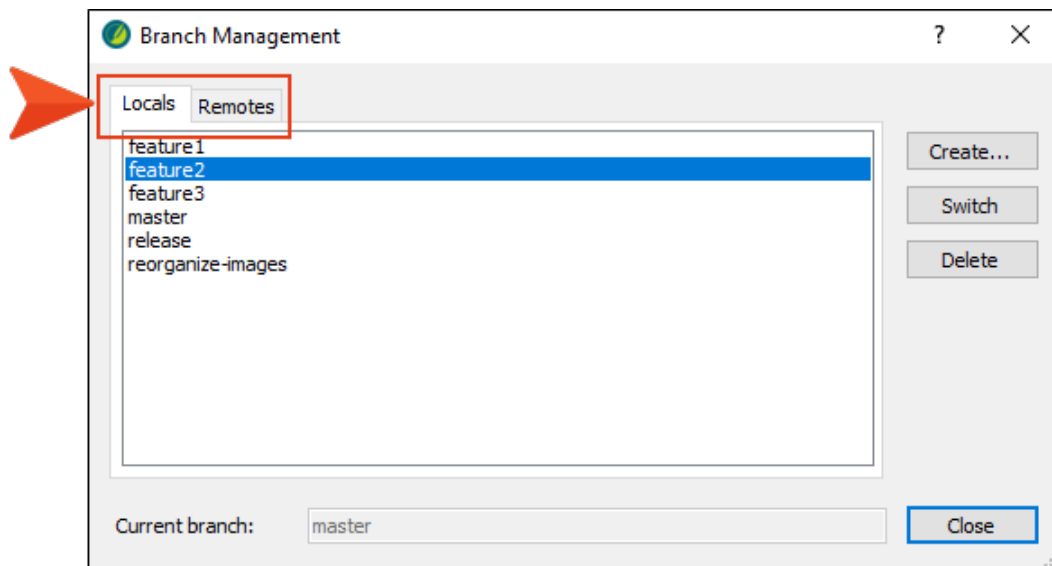 Branch Management
?
Locals
Remotes
feature1
feature2
feature3
master
release
reorganize-images
Create...
Switch
Delete
Current branch:
master
Close